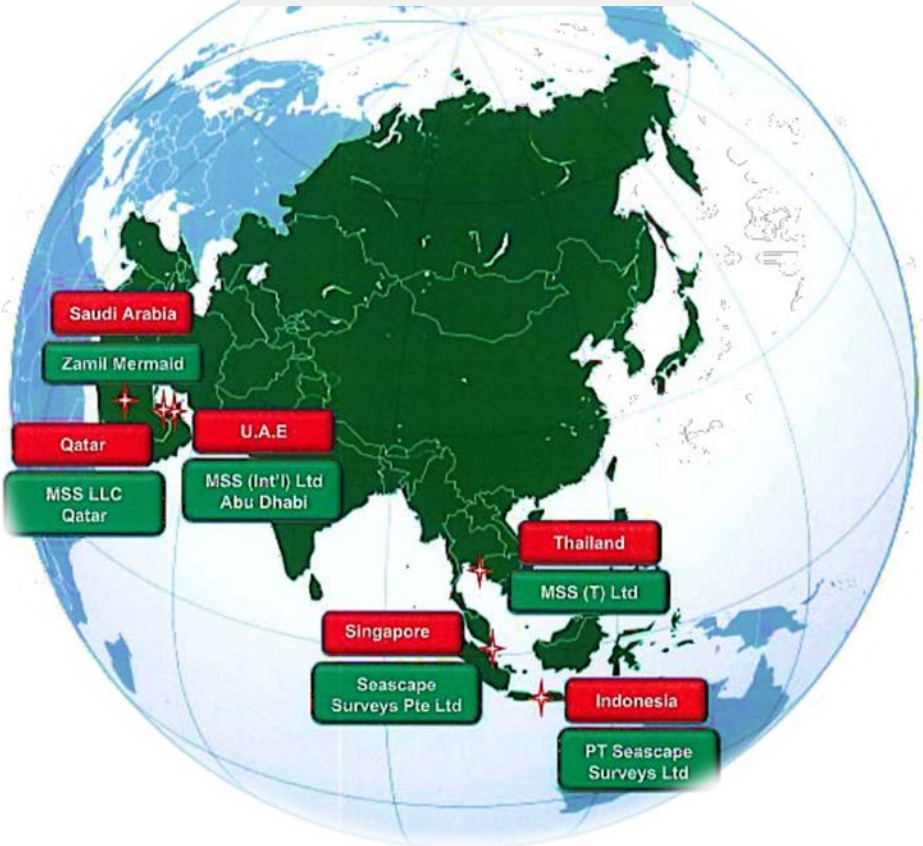 Saudi Arabia
Zamil Mermaid
Qatar
MSS LLC
Qatar
U.A.E
MSS (Int'l) Ltd
Abu Dhabi
Thailand
MSS (T) Ltd
Singapore
Seascape
Surveys Pte Ltd
Indonesia
PT Seascape
Surveys Ltd